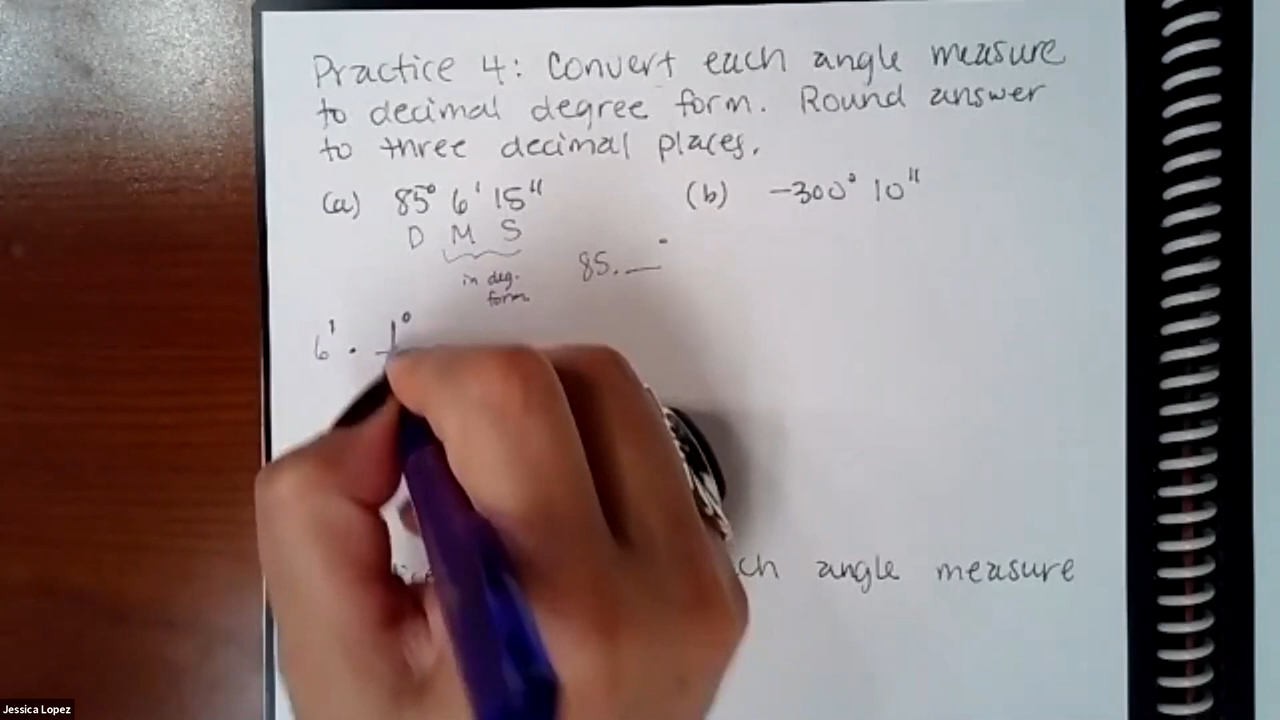 Practice 4: Convert each angle measure
to decimal degree form. Round answer
to three decimal places.
(a) 85° 6' 15" (b) -300° 10"
D M S
85.__°
in deg.
form
6' · 1°
ch angle measure
Jessica Lopez